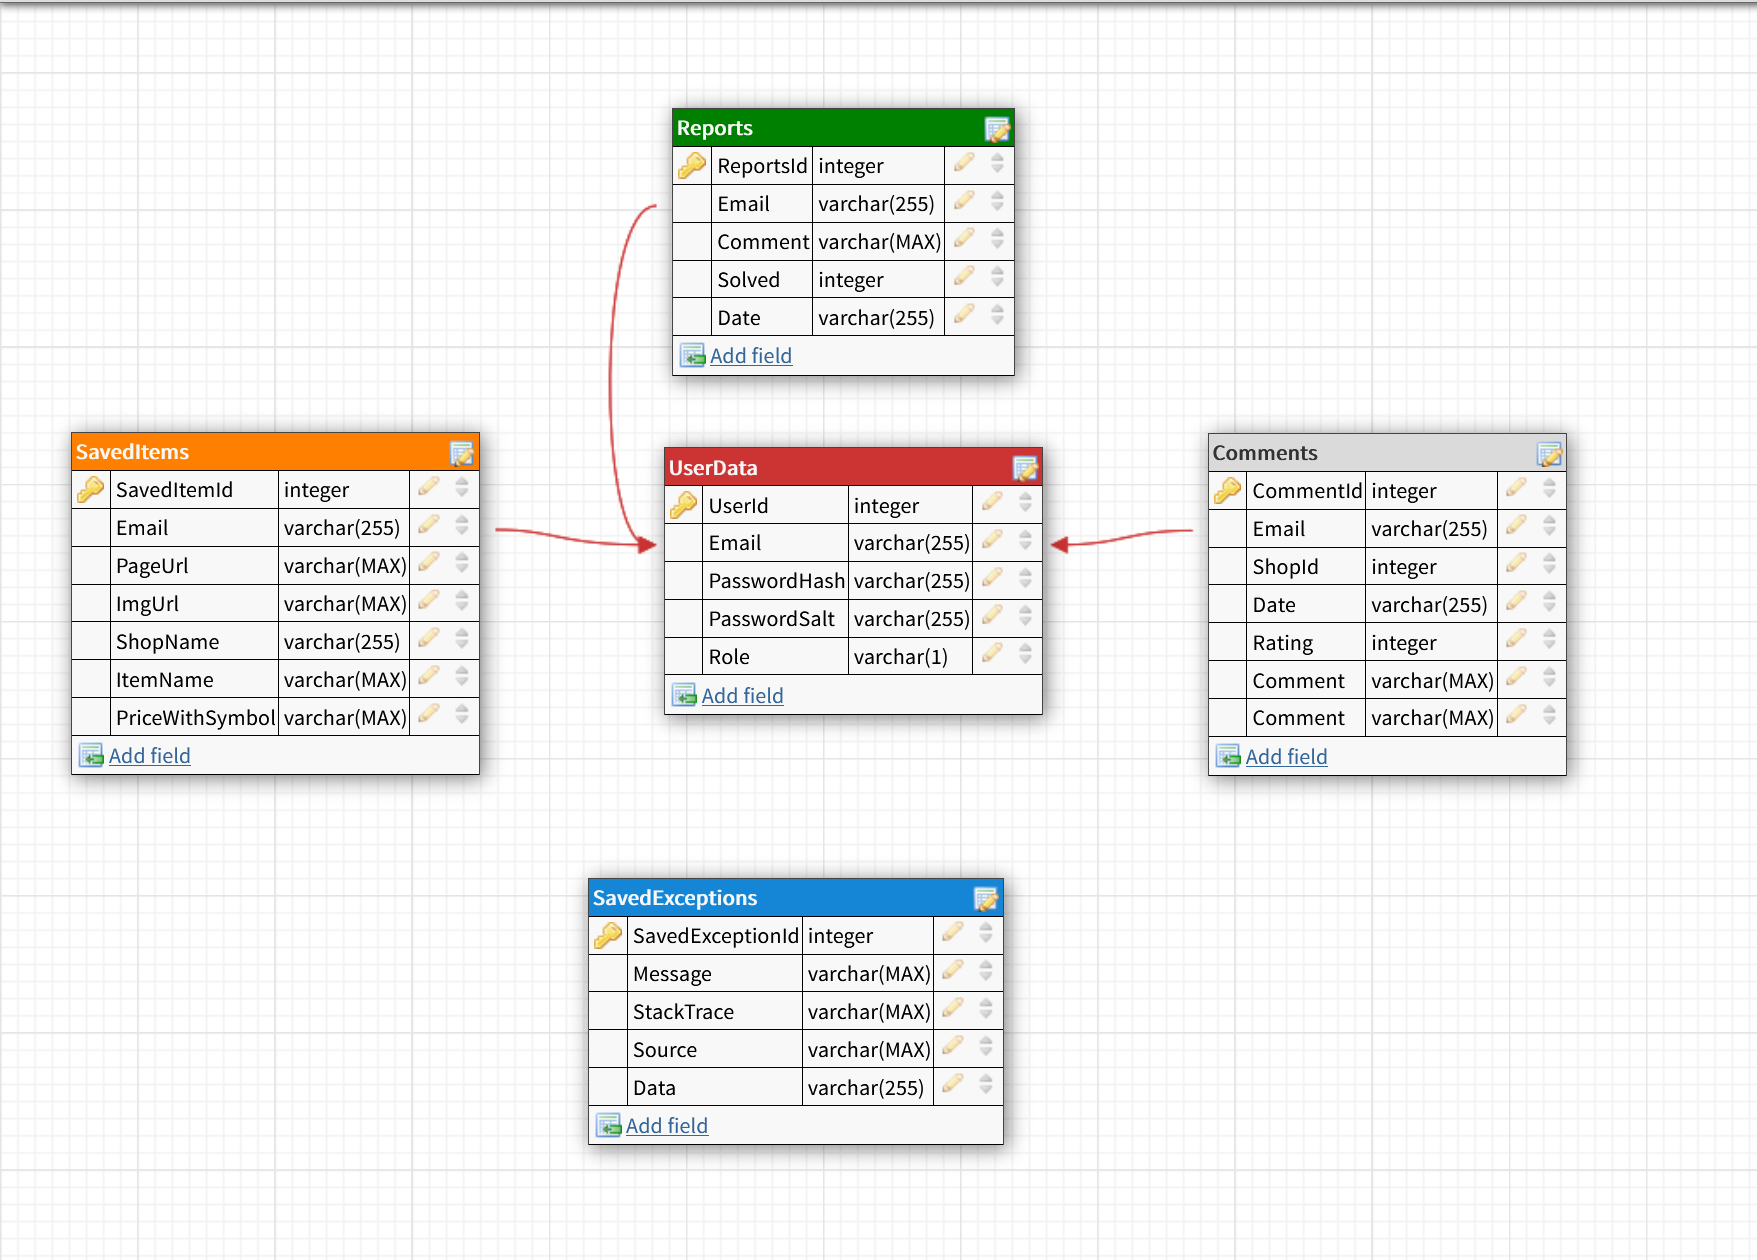 Reports
ReportsId integer
Email varchar(255)
Comment varchar(MAX)
Solved integer
Date varchar(255)
Add field
SavedItems
SavedItemId integer
Email varchar(255)
PageUrl varchar(MAX)
ImgUrl varchar(MAX)
ShopName varchar(255)
ItemName varchar(MAX)
PriceWithSymbol varchar(MAX)
Add field
UserData
UserId integer
Email varchar(255)
PasswordHash varchar(255)
PasswordSalt varchar(255)
Role varchar(1)
Add field
Comments
CommentId integer
Email varchar(255)
ShopId integer
Date varchar(255)
Rating integer
Comment varchar(MAX)
Comment varchar(MAX)
Add field
SavedExceptions
SavedExceptionId integer
Message varchar(MAX)
StackTrace varchar(MAX)
Source varchar(MAX)
Data varchar(255)
Add field